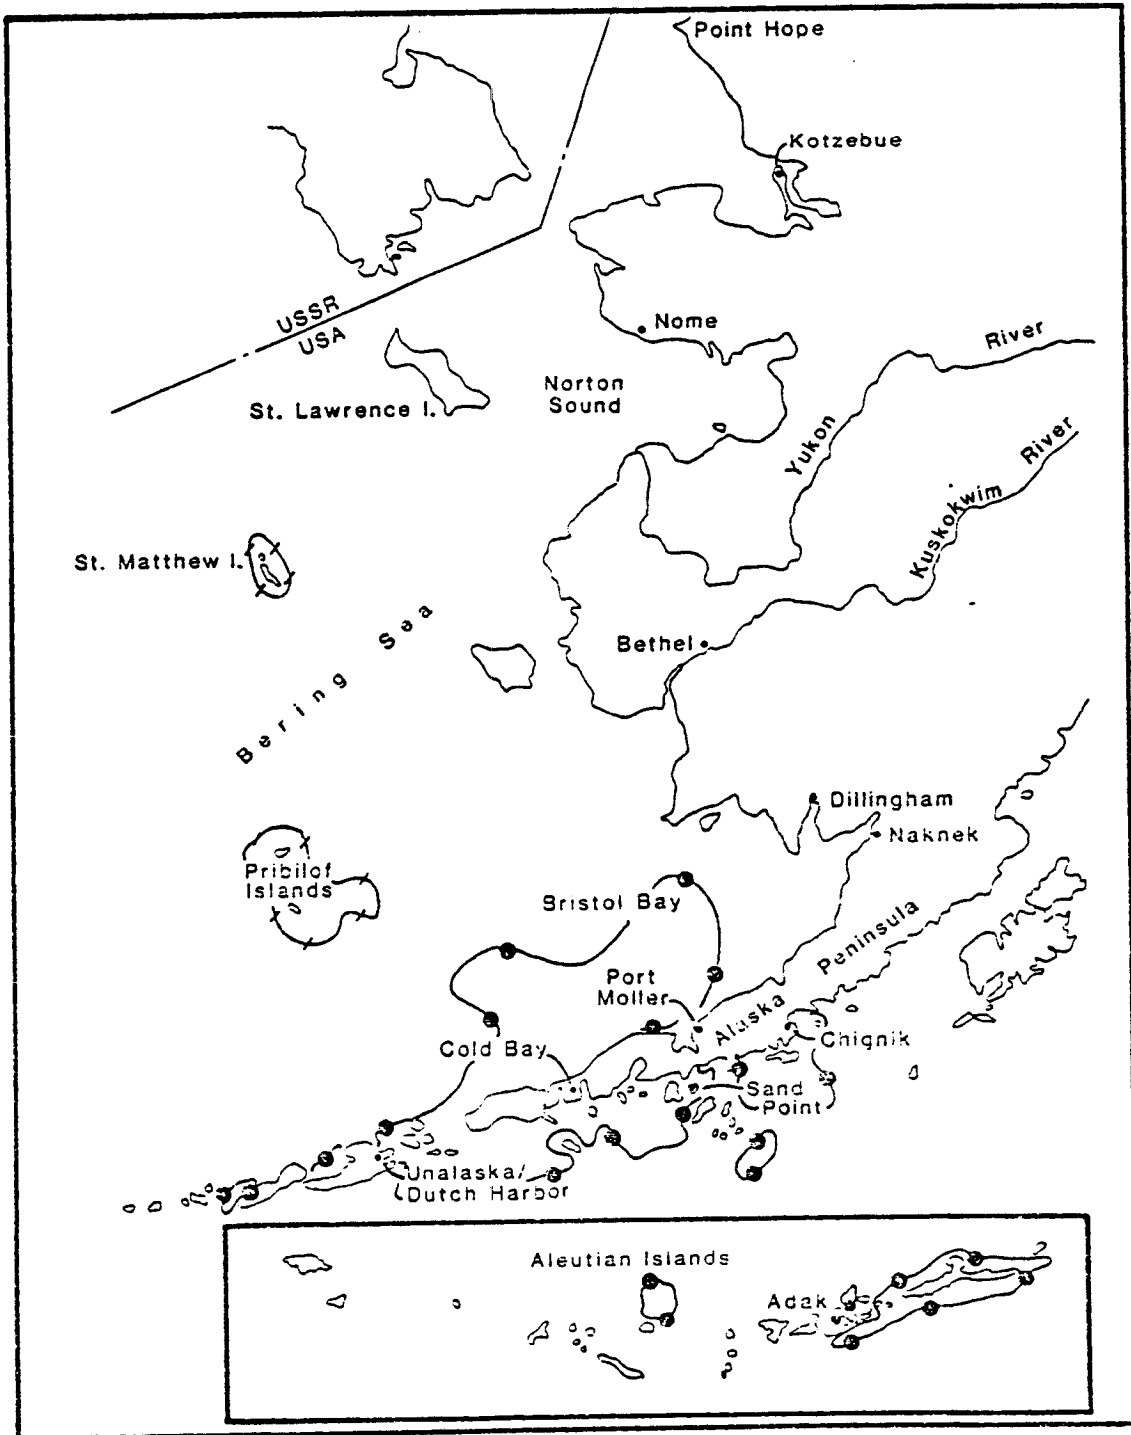 Point Hope
Kotzebue
USSR
USA
Nome
River
Norton
Sound
St. Lawrence I.
Yukon
River
Kuskokwim
St. Matthew I.
Bering Sea
Bethel
Dillingham
Naknek
Pribilof
Islands
Bristol Bay
Peninsula
Port
Moller
Alaska
Chignik
Cold Bay
Sand
Point
Unalaska/
Dutch Harbor
Aleutian Islands
Adak